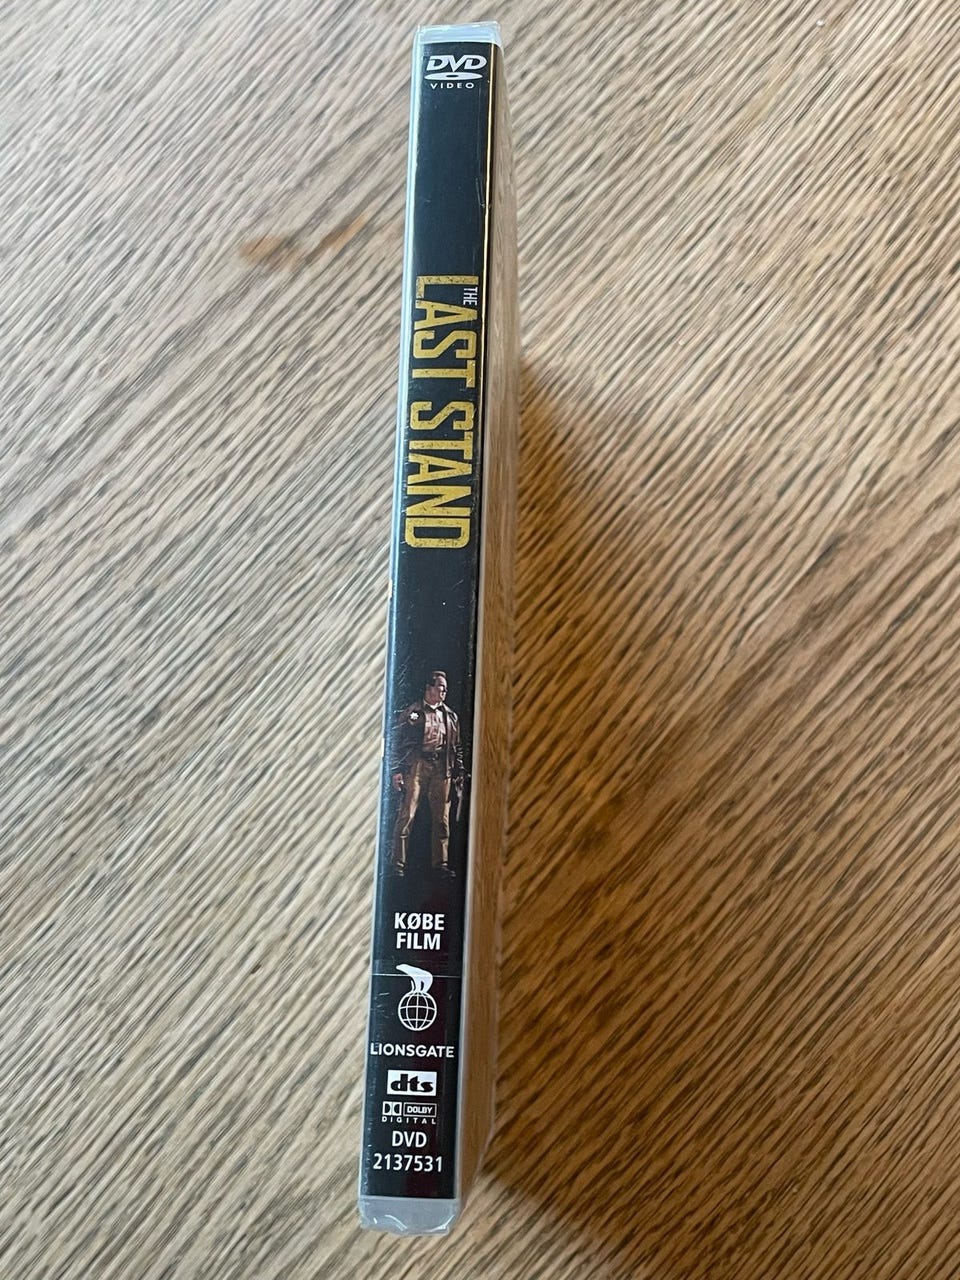 DVD
VIDEO
THE
LAST STAND
KØBE
FILM
LIONSGATE
dts
DOLBY
DIGITAL
DVD
2137531